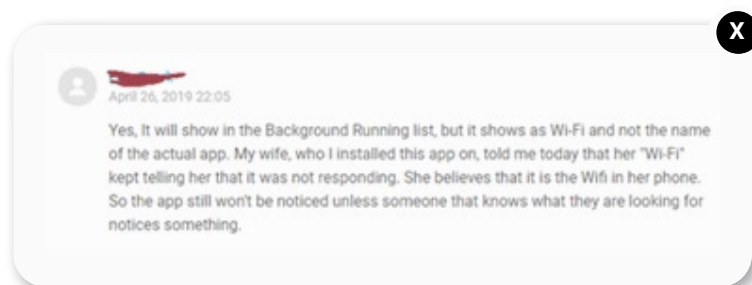 X
April 26, 2019 22:05
Yes, It will show in the Background Running list, but it shows as Wi-Fi and not the name
of the actual app. My wife, who I installed this app on, told me today that her "Wi-Fi"
kept telling her that it was not responding. She believes that it is the Wifi in her phone.
So the app still won't be noticed unless someone that knows what they are looking for
notices something.